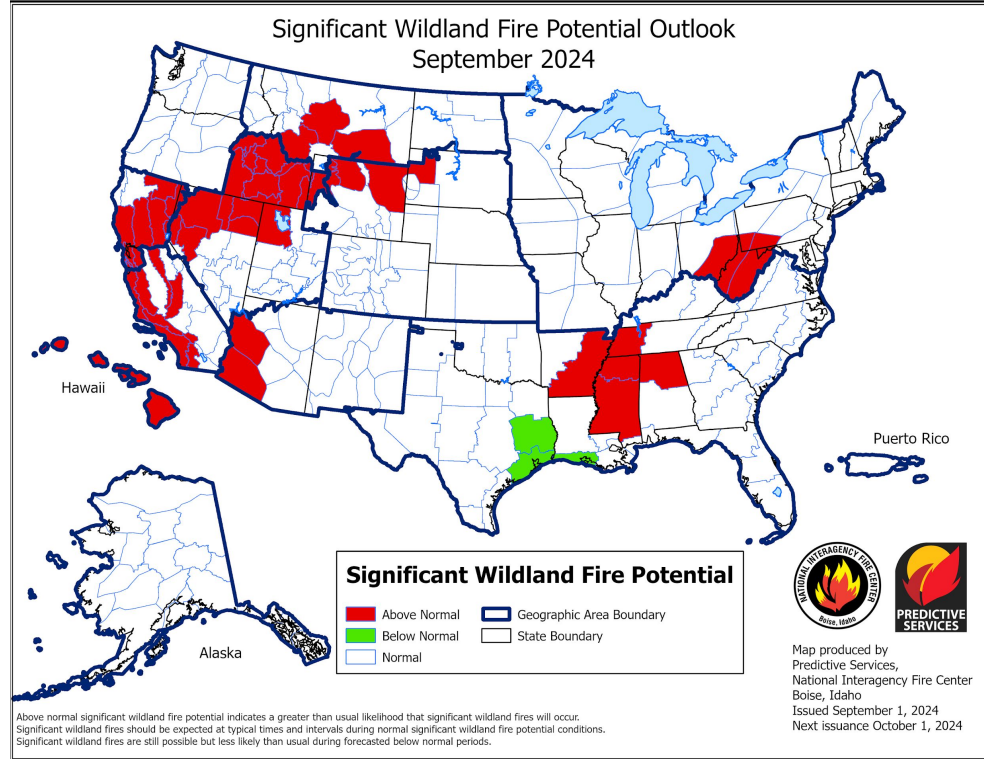 Significant Wildland Fire Potential Outlook
September 2024
Hawaii
Puerto Rico
Alaska
Significant Wildland Fire Potential
Above Normal
Geographic Area Boundary
Below Normal
State Boundary
Normal
NATIONAL INTERAGENCY FIRE CENTER
Boise, Idaho
PREDICTIVE
SERVICES
Map produced by
Predictive Services,
National Interagency Fire Center
Boise, Idaho
Issued September 1, 2024
Next issuance October 1, 2024
Above normal significant wildland fire potential indicates a greater than usual likelihood that significant wildland fires will occur.
Significant wildland fires should be expected at typical times and intervals during normal significant wildland fire potential conditions.
Significant wildland fires are still possible but less likely than usual during forecasted below normal periods.